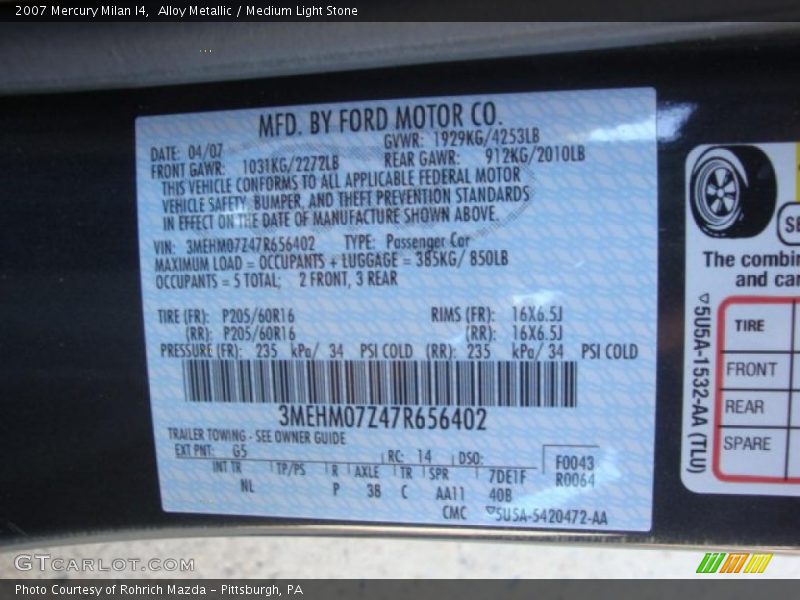 2007 Mercury Milan I4,  Alloy Metallic / Medium Light Stone
MFD. BY FORD MOTOR CO.
DATE: 04/07 GVWR: 1929KG/4253LB
FRONT GAWR: 1031KG/2272LB REAR GAWR: 912KG/2010LB
THIS VEHICLE CONFORMS TO ALL APPLICABLE FEDERAL MOTOR
VEHICLE SAFETY, BUMPER, AND THEFT PREVENTION STANDARDS
IN EFFECT ON THE DATE OF MANUFACTURE SHOWN ABOVE.
VIN: 3MEHM07Z47R656402 TYPE: Passenger Car
MAXIMUM LOAD = OCCUPANTS + LUGGAGE = 385KG/ 850LB
OCCUPANTS = 5 TOTAL; 2 FRONT, 3 REAR
TIRE (FR): P205/60R16 RIMS (FR): 16X6.5J
(RR): P205/60R16 (RR): 16X6.5J
PRESSURE (FR): 235 kPa/ 34 PSI COLD (RR): 235 kPa/ 34 PSI COLD
3MEHM07Z47R656402
TRAILER TOWING - SEE OWNER GUIDE
EXT PNT: G5 RC: 14 DSO: F0043
INT TR TP/PS R AXLE TR SPR 7DE1F R0064
NL P 38 C AA11 40B
CMC 5U5A-5420472-AA
SE
The combin
and car
TIRE
FRONT
REAR
SPARE
5U5A-1532-AA (TLU)
GTCARLOT.COM
Photo Courtesy of Rohrich Mazda - Pittsburgh, PA